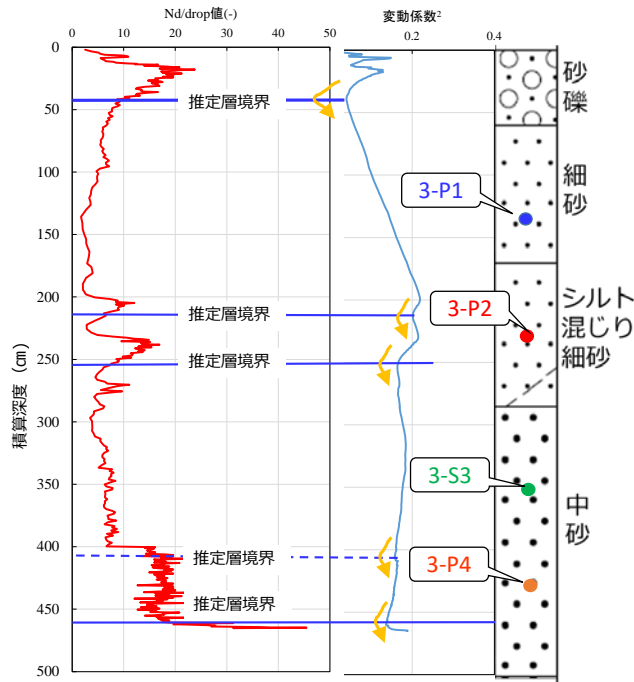 Nd/drop値(-)
0
10
20
30
40
50
変動係数²
0.2
0.4
0
50
100
150
200
250
300
350
400
450
500
積算深度(㎝)
推定層境界
推定層境界
推定層境界
推定層境界
推定層境界
3-P1
3-P2
3-S3
3-P4
砂
礫
細
砂
シルト
混じり
細砂
中
砂